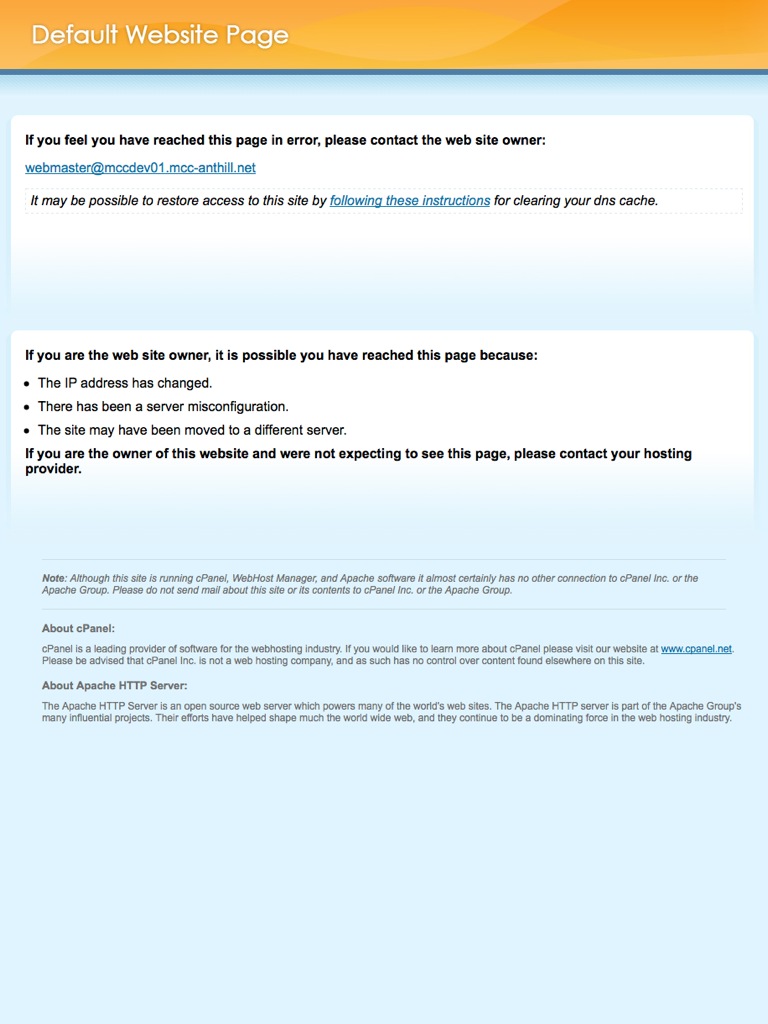 Default Website Page
If you feel you have reached this page in error, please contact the web site owner:
webmaster@mccdev01.mcc-anthill.net
It may be possible to restore access to this site by following these instructions for clearing your dns cache.
If you are the web site owner, it is possible you have reached this page because:
The IP address has changed.
There has been a server misconfiguration.
The site may have been moved to a different server.
If you are the owner of this website and were not expecting to see this page, please contact your hosting
provider.
Note: Although this site is running cPanel, WebHost Manager, and Apache software it almost certainly has no other connection to cPanel Inc. or the
Apache Group. Please do not send mail about this site or its contents to cPanel Inc. or the Apache Group.
About cPanel:
cPanel is a leading provider of software for the webhosting industry. If you would like to learn more about cPanel please visit our website at www.cpanel.net.
Please be advised that cPanel Inc. is not a web hosting company, and as such has no control over content found elsewhere on this site.
About Apache HTTP Server:
The Apache HTTP Server is an open source web server which powers many of the world's web sites. The Apache HTTP server is part of the Apache Group's
many influential projects. Their efforts have helped shape much the world wide web, and they continue to be a dominating force in the web hosting industry.